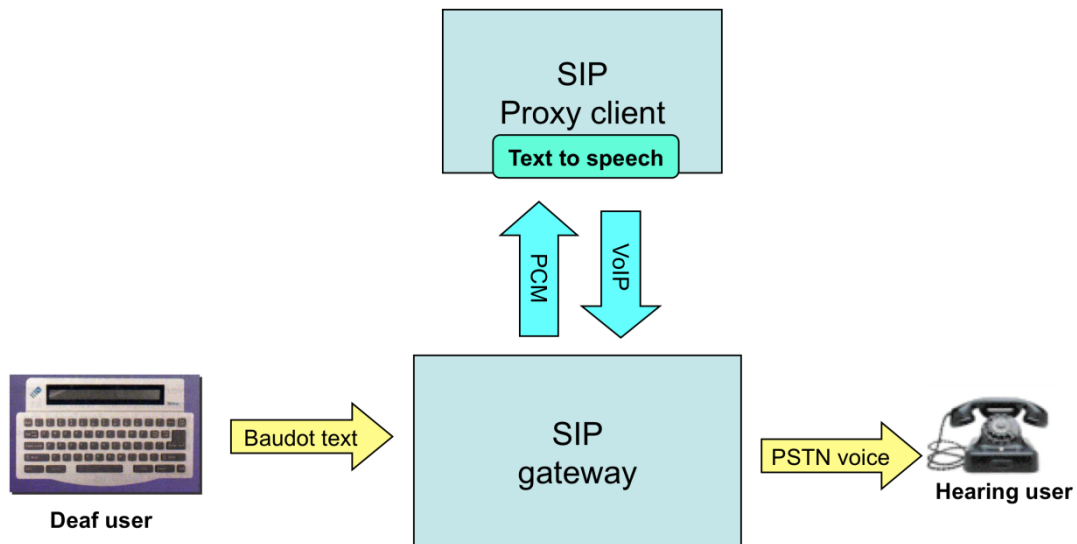 SIP
Proxy client
Text to speech
PCM
VoIP
Baudot text
SIP
gateway
PSTN voice
Deaf user
Hearing user